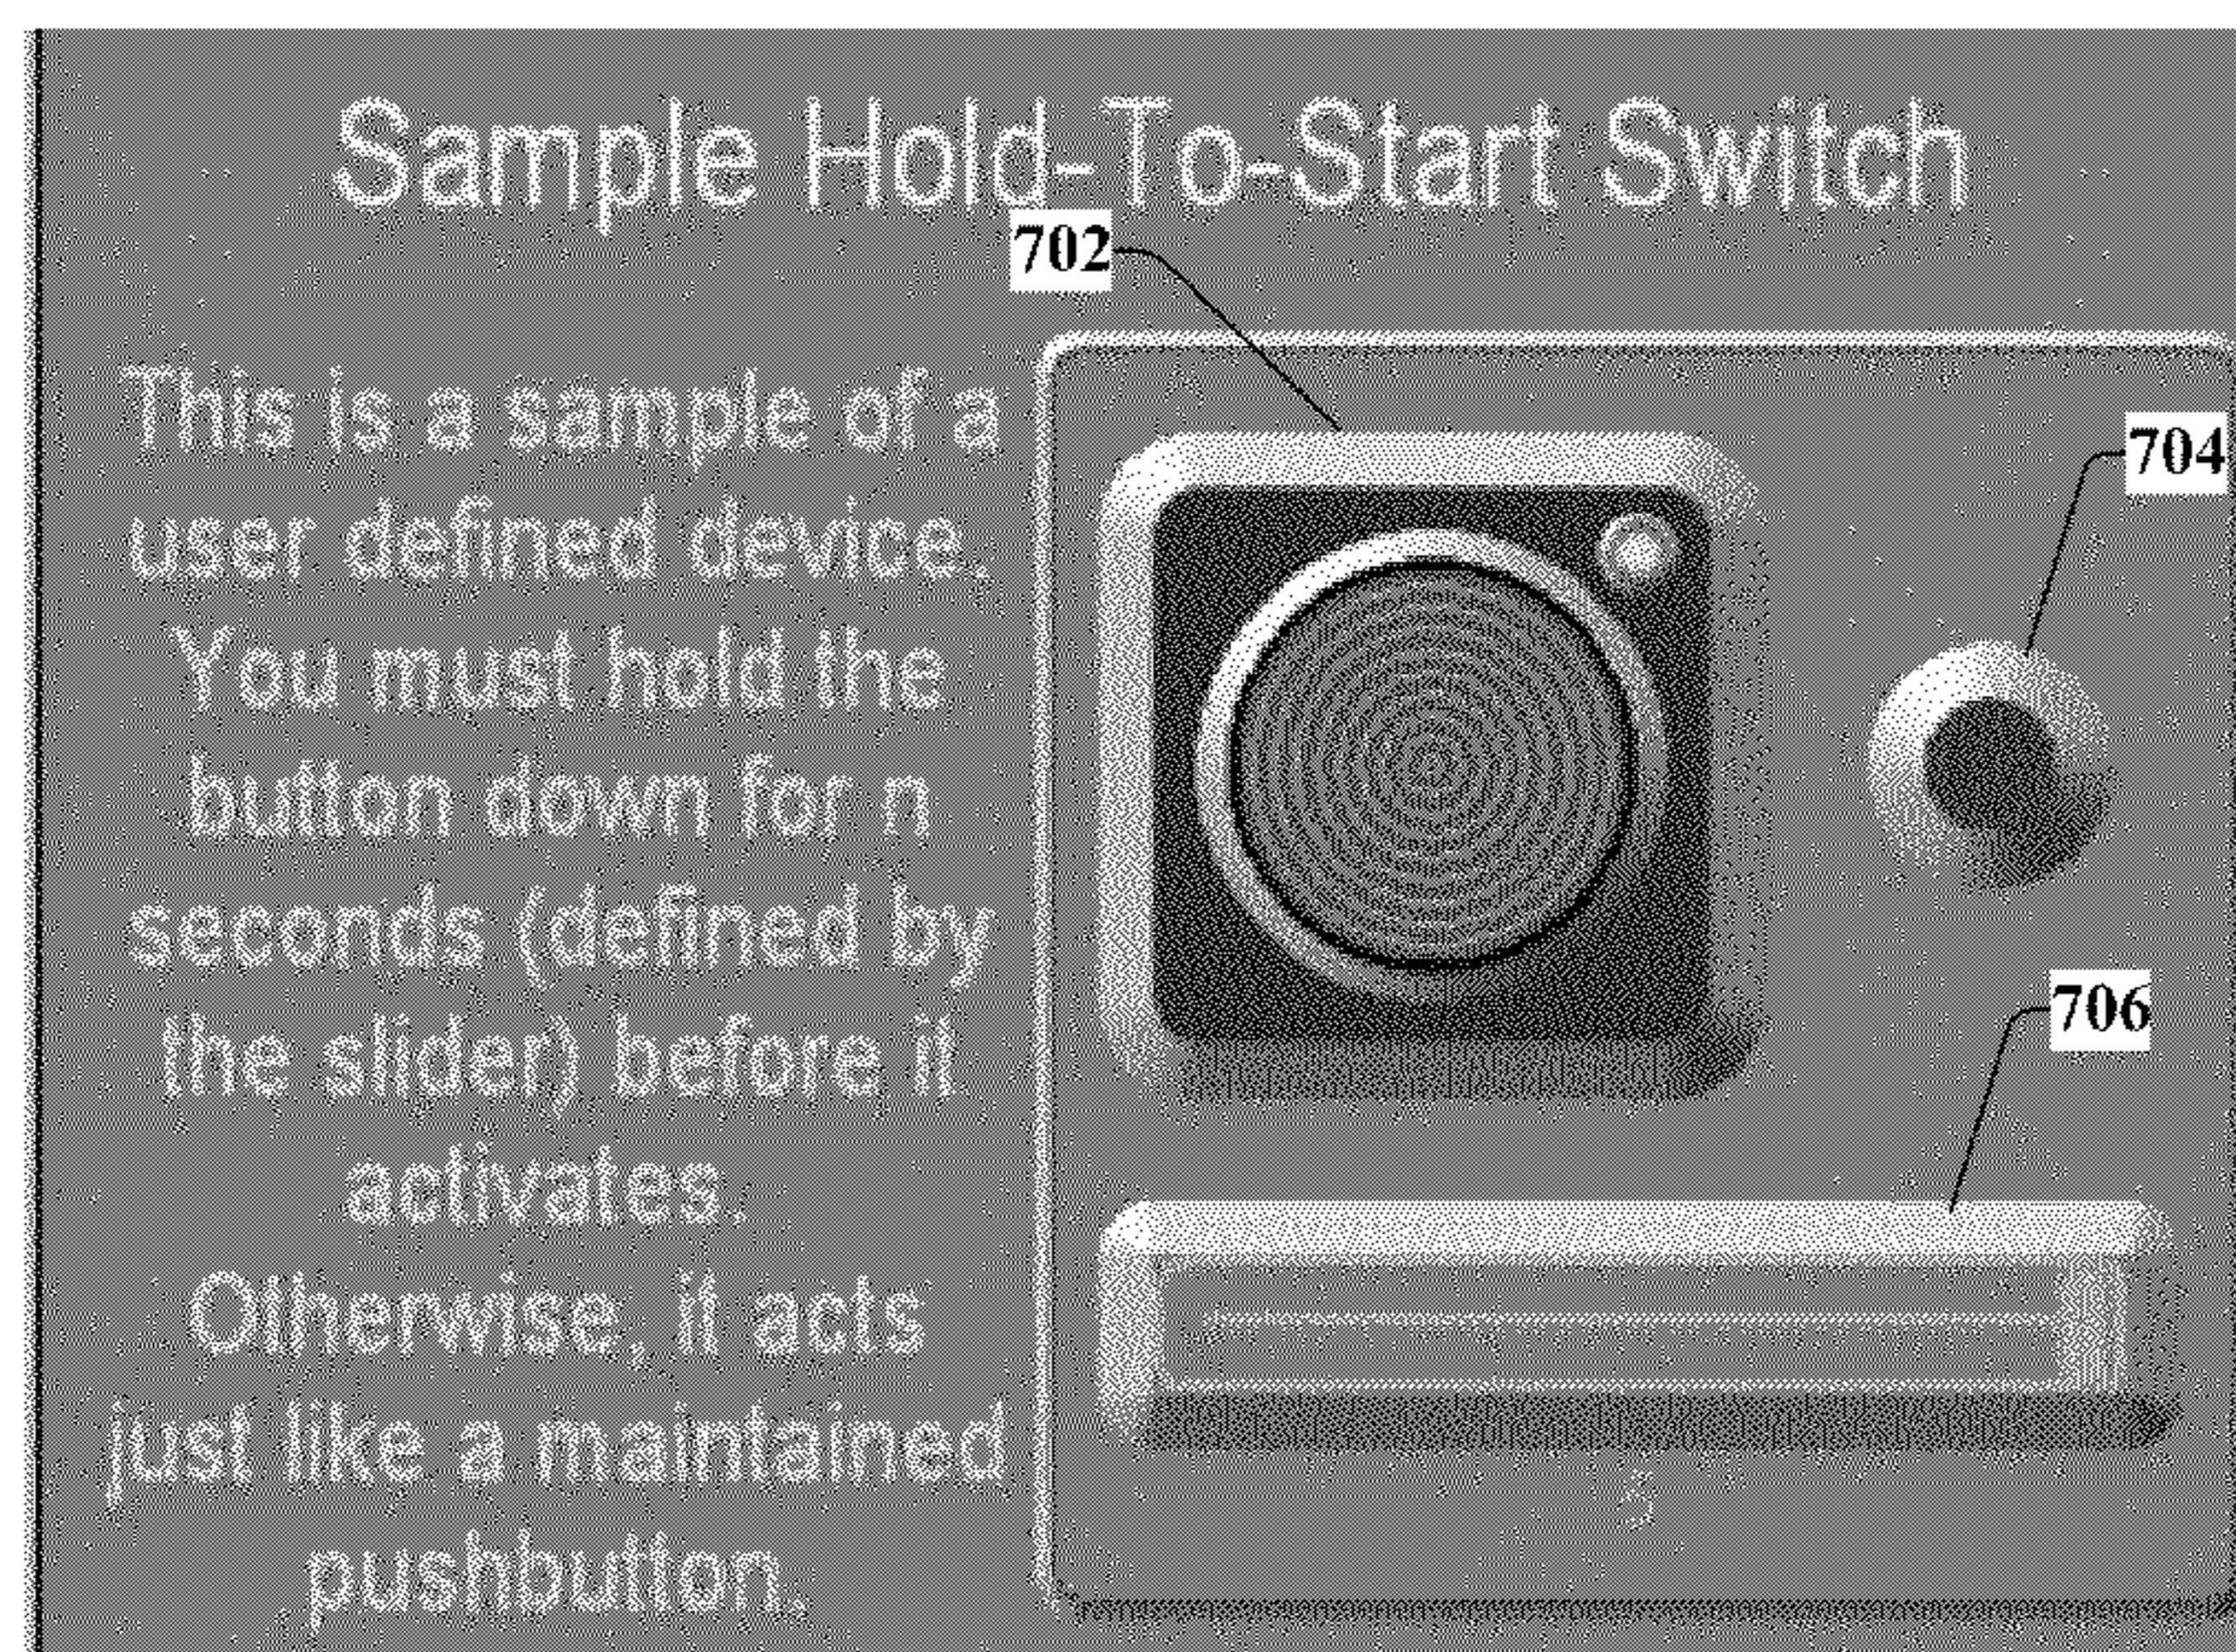 Sample Hold-To-Start Switch
702
This is a sample of a
user defined device.
You must hold the
button down for n
seconds (defined by
the slider) before it
activates.
Otherwise, it acts
just like a maintained
pushbutton.
704
706